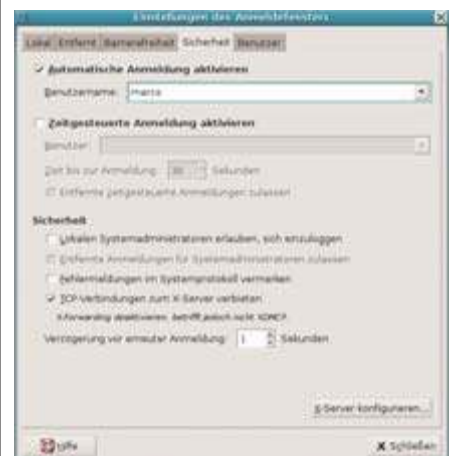 Einstellungen des Anmeldefensters
Lokal Entfernt Barrierefreiheit Sicherheit Benutzer
Automatische Anmeldung aktivieren
Benutzername:
Zeitgesteuerte Anmeldung aktivieren
Benutzer:
Zeit bis zur Anmeldung: 30 Sekunden
Entfernte zeitgesteuerte Anmeldungen zulassen
Sicherheit
Lokalen Systemadministratoren erlauben, sich einzuloggen
Entfernte Anmeldungen für Systemadministratoren zulassen
Fehlermeldungen im Systemprotokoll vermerken
TCP-Verbindungen zum X-Server verbieten
X-Forwarding deaktivieren, betrifft jedoch nicht XDMCP
Verzögerung vor erneuter Anmeldung: 1 Sekunden
X-Server konfigurieren...
Hilfe
Schließen